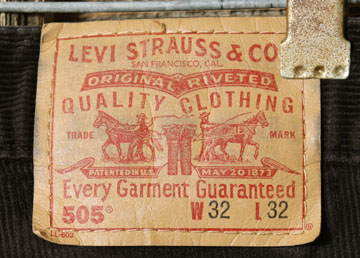 LEVI STRAUSS & CO
SAN FRANCISCO, CAL.
ORIGINAL RIVETED
QUALITY CLOTHING
TRADE MARK
PATENTED IN U.S. MAY 20 1873
Every Garment Guaranteed
505® W 32 L 32